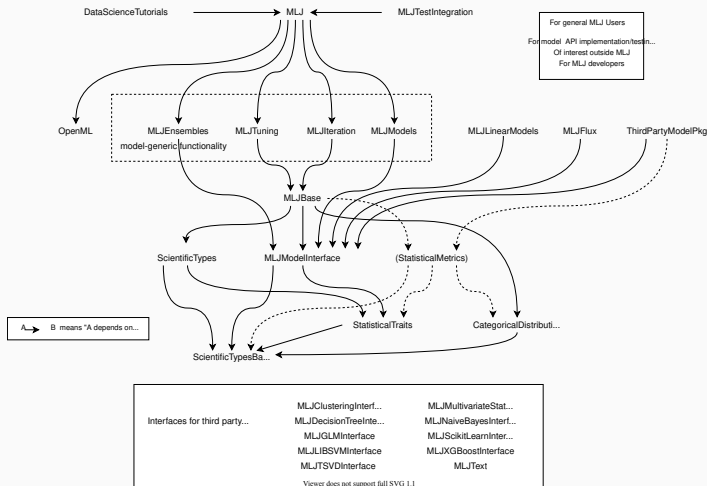 DataScienceTutorials
MLJ
MLJTestIntegration
For general MLJ Users
For model API implementation/testin...
Of interest outside MLJ
For MLJ developers
OpenML
MLJEnsembles
MLJTuning
MLJIteration
MLJModels
MLJLinearModels
MLJFlux
ThirdPartyModelPkg
model-generic functionality
MLJBase
ScientificTypes
MLJModelInterface
(StatisticalMetrics)
A
B means "A depends on...
StatisticalTraits
CategoricalDistributi...
ScientificTypesBa...
Interfaces for third party...
MLJClusteringInterf...
MLJMultivariateStat...
MLJDecisionTreeInte...
MLJNaiveBayesInterf...
MLJGLMInterface
MLJScikitLearnInter...
MLJLIBSVMInterface
MLJXGBoostInterface
MLJTSVDInterface
MLJText
Viewer does not support full SVG 1.1